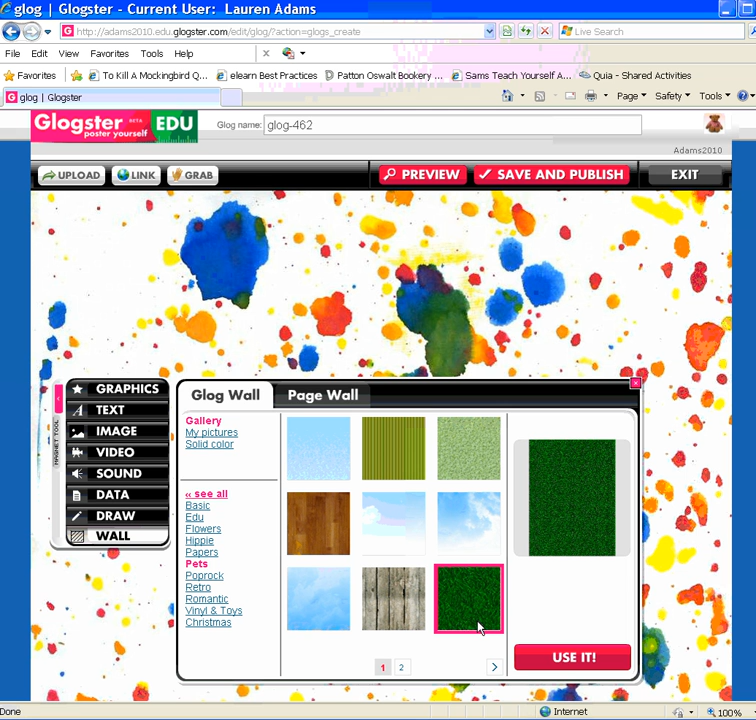 glog | Glogster - Current User:  Lauren Adams
http://adams2010.edu.glogster.com/edit/glog/?action=glogs_create
Live Search
File Edit View Favorites Tools Help
Favorites To Kill A Mockingbird Q... elearn Best Practices Patton Oswalt Bookery ... Sams Teach Yourself A... Quia - Shared Activities
glog | Glogster
Page Safety Tools
Glogster BETA EDU
poster yourself
Glog name: glog-462
Adams2010
UPLOAD LINK GRAB PREVIEW SAVE AND PUBLISH EXIT
MAGNET TOOL
GRAPHICS
TEXT
IMAGE
VIDEO
SOUND
DATA
DRAW
WALL
Glog Wall Page Wall
Gallery
My pictures
Solid color
‹‹ see all
Basic
Edu
Flowers
Hippie
Papers
Pets
Poprock
Retro
Romantic
Vinyl & Toys
Christmas
1 2 >
USE IT!
Done Internet 100%